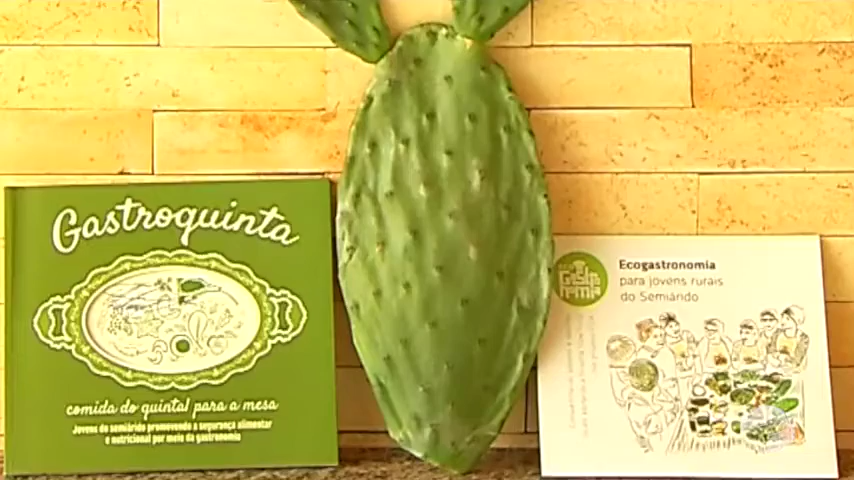 Gastroquinta
comida do quintal para a mesa
Jovens do semiárido promovendo a segurança alimentar
e nutricional por meio da gastronomia
Ecogastronomia
para jovens rurais
do Semiárido